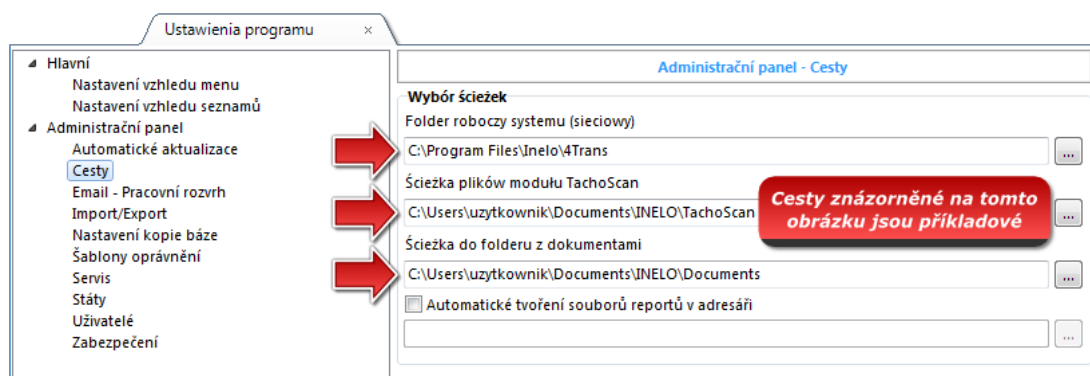 Ustawienia programu
Hlavní
Nastavení vzhledu menu
Nastavení vzhledu seznamů
Administrační panel
Automatické aktualizace
Cesty
Email - Pracovní rozvrh
Import/Export
Nastavení kopie báze
Šablony oprávnění
Servis
Státy
Uživatelé
Zabezpečení
Administrační panel - Cesty
Wybór ścieżek
Folder roboczy systemu (sieciowy)
C:\Program Files\Inelo\4Trans
...
Ścieżka plików modułu TachoScan
C:\Users\uzytkownik\Documents\INELO\TachoScan
...
Cesty znázorněné na tomto
obrázku jsou příkladové
Ścieżka do folderu z dokumentami
C:\Users\uzytkownik\Documents\INELO\Documents
...
Automatické tvoření souborů reportů v adresáři
...